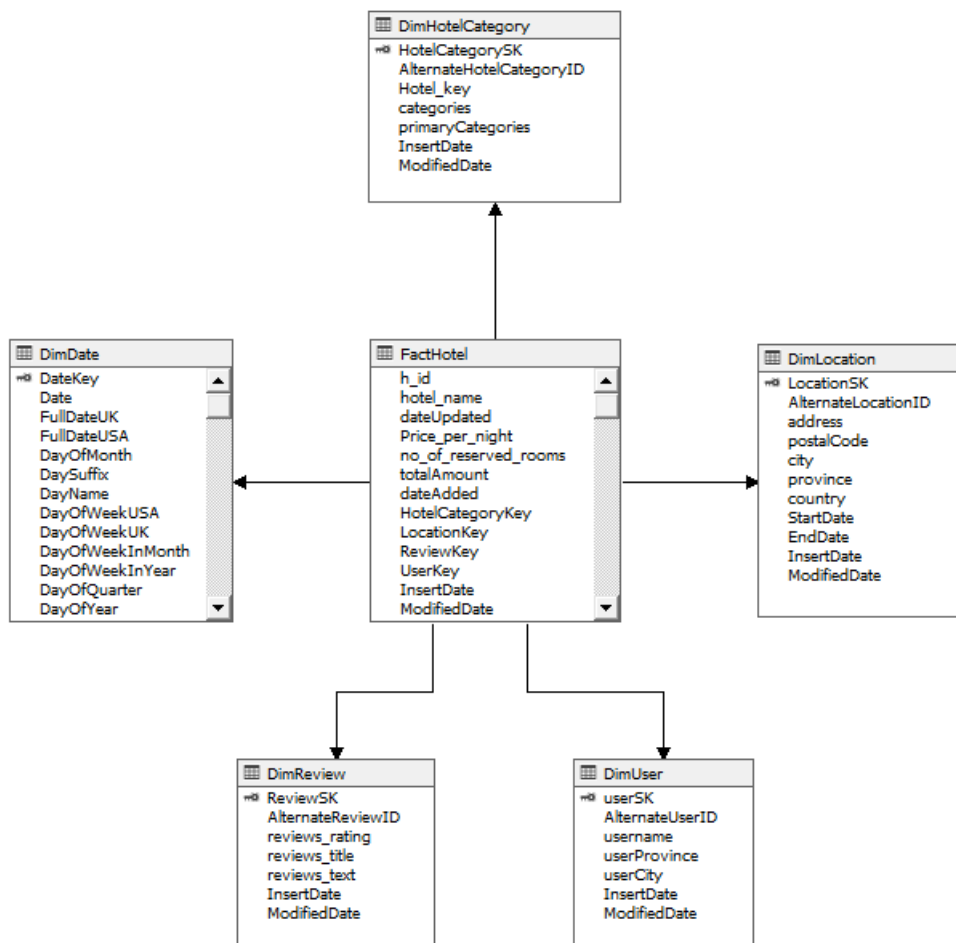 DimHotelCategory
HotelCategorySK
AlternateHotelCategoryID
Hotel_key
categories
primaryCategories
InsertDate
ModifiedDate
DimDate
DateKey
Date
FullDateUK
FullDateUSA
DayOfMonth
DaySuffix
DayName
DayOfWeekUSA
DayOfWeekUK
DayOfWeekInMonth
DayOfWeekInYear
DayOfQuarter
DayOfYear
FactHotel
h_id
hotel_name
dateUpdated
Price_per_night
no_of_reserved_rooms
totalAmount
dateAdded
HotelCategoryKey
LocationKey
ReviewKey
UserKey
InsertDate
ModifiedDate
DimLocation
LocationSK
AlternateLocationID
address
postalCode
city
province
country
StartDate
EndDate
InsertDate
ModifiedDate
DimReview
ReviewSK
AlternateReviewID
reviews_rating
reviews_title
reviews_text
InsertDate
ModifiedDate
DimUser
userSK
AlternateUserID
username
userProvince
userCity
InsertDate
ModifiedDate